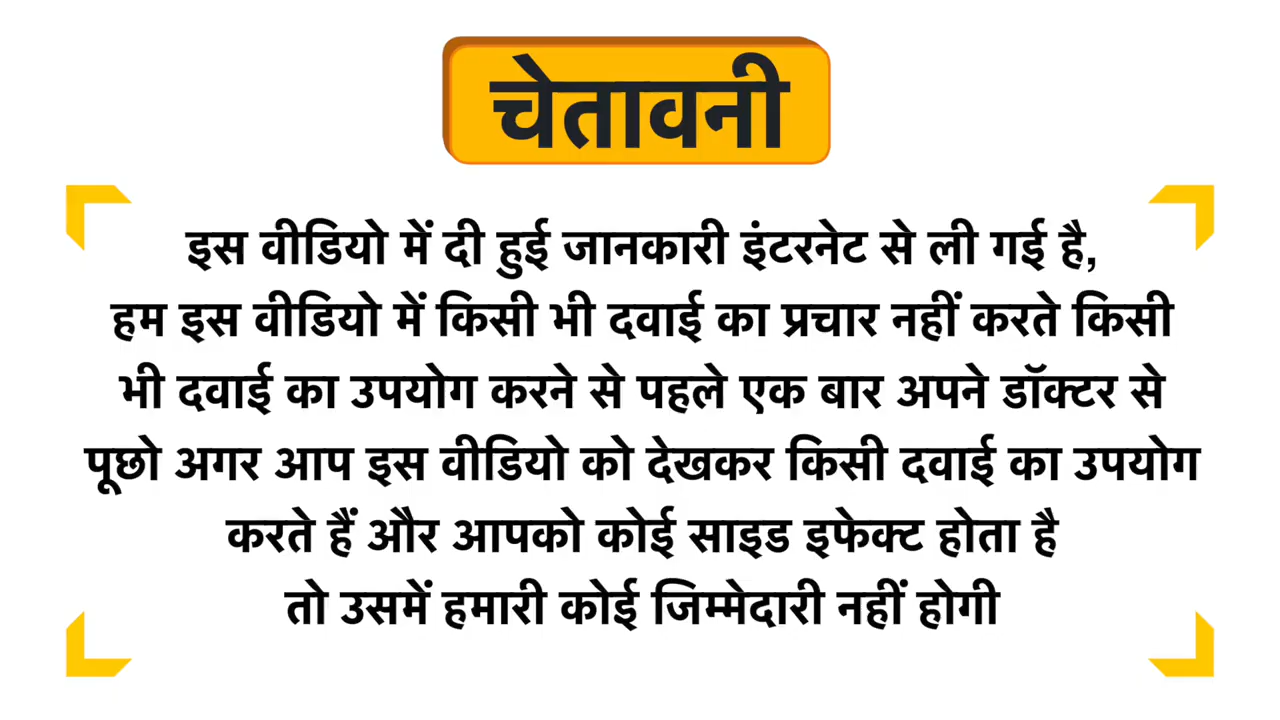 चेतावनी
इस वीडियो में दी हुई जानकारी इंटरनेट से ली गई है,
हम इस वीडियो में किसी भी दवाई का प्रचार नहीं करते किसी
भी दवाई का उपयोग करने से पहले एक बार अपने डॉक्टर से
पूछो अगर आप इस वीडियो को देखकर किसी दवाई का उपयोग
करते हैं और आपको कोई साइड इफेक्ट होता है
तो उसमें हमारी कोई जिम्मेदारी नहीं होगी